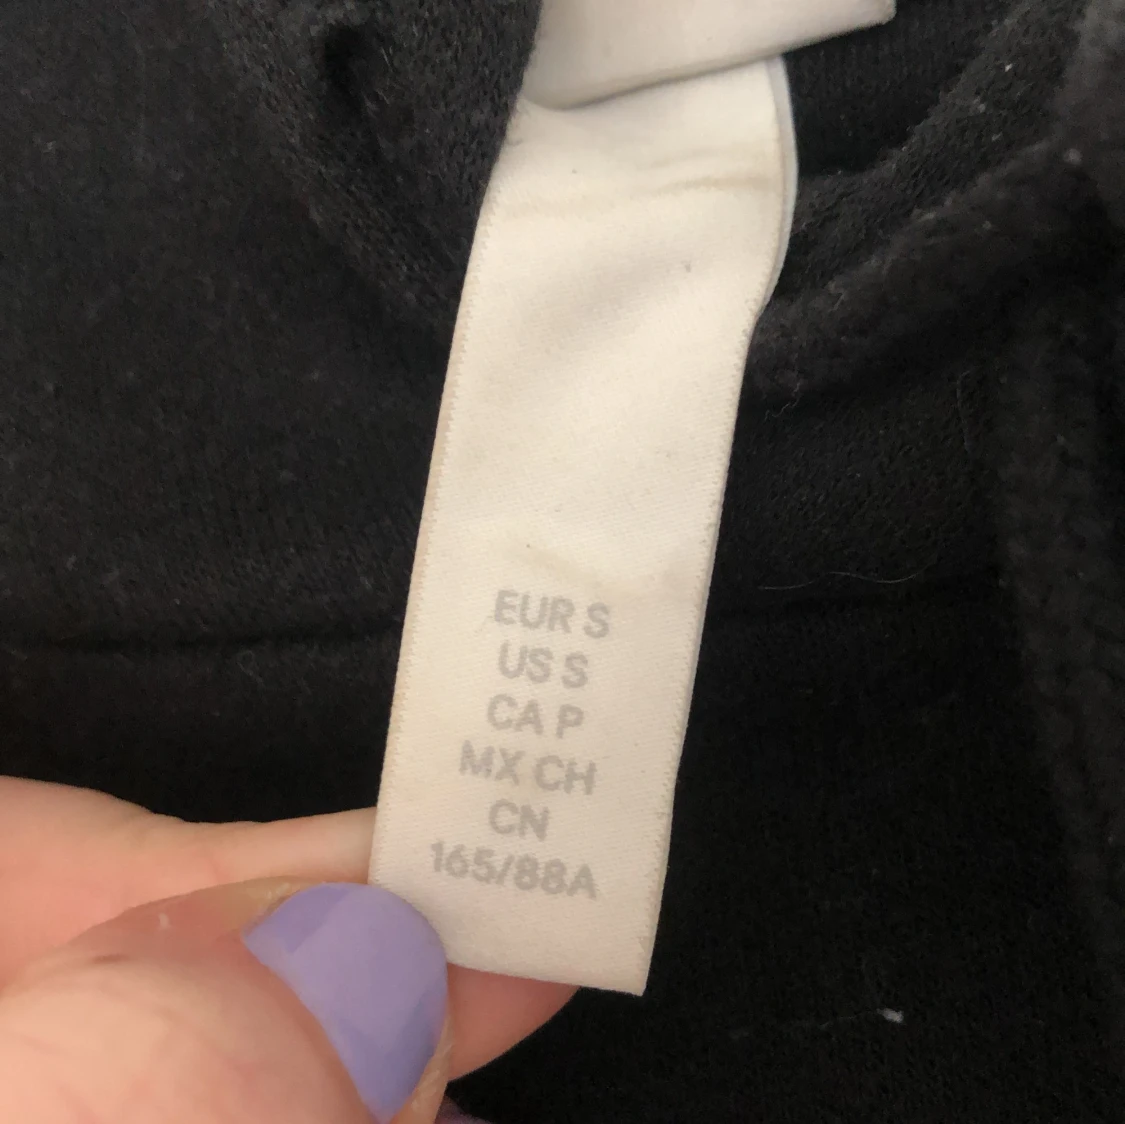 EUR S
US S
CA P
MX CH
CN
165/88A